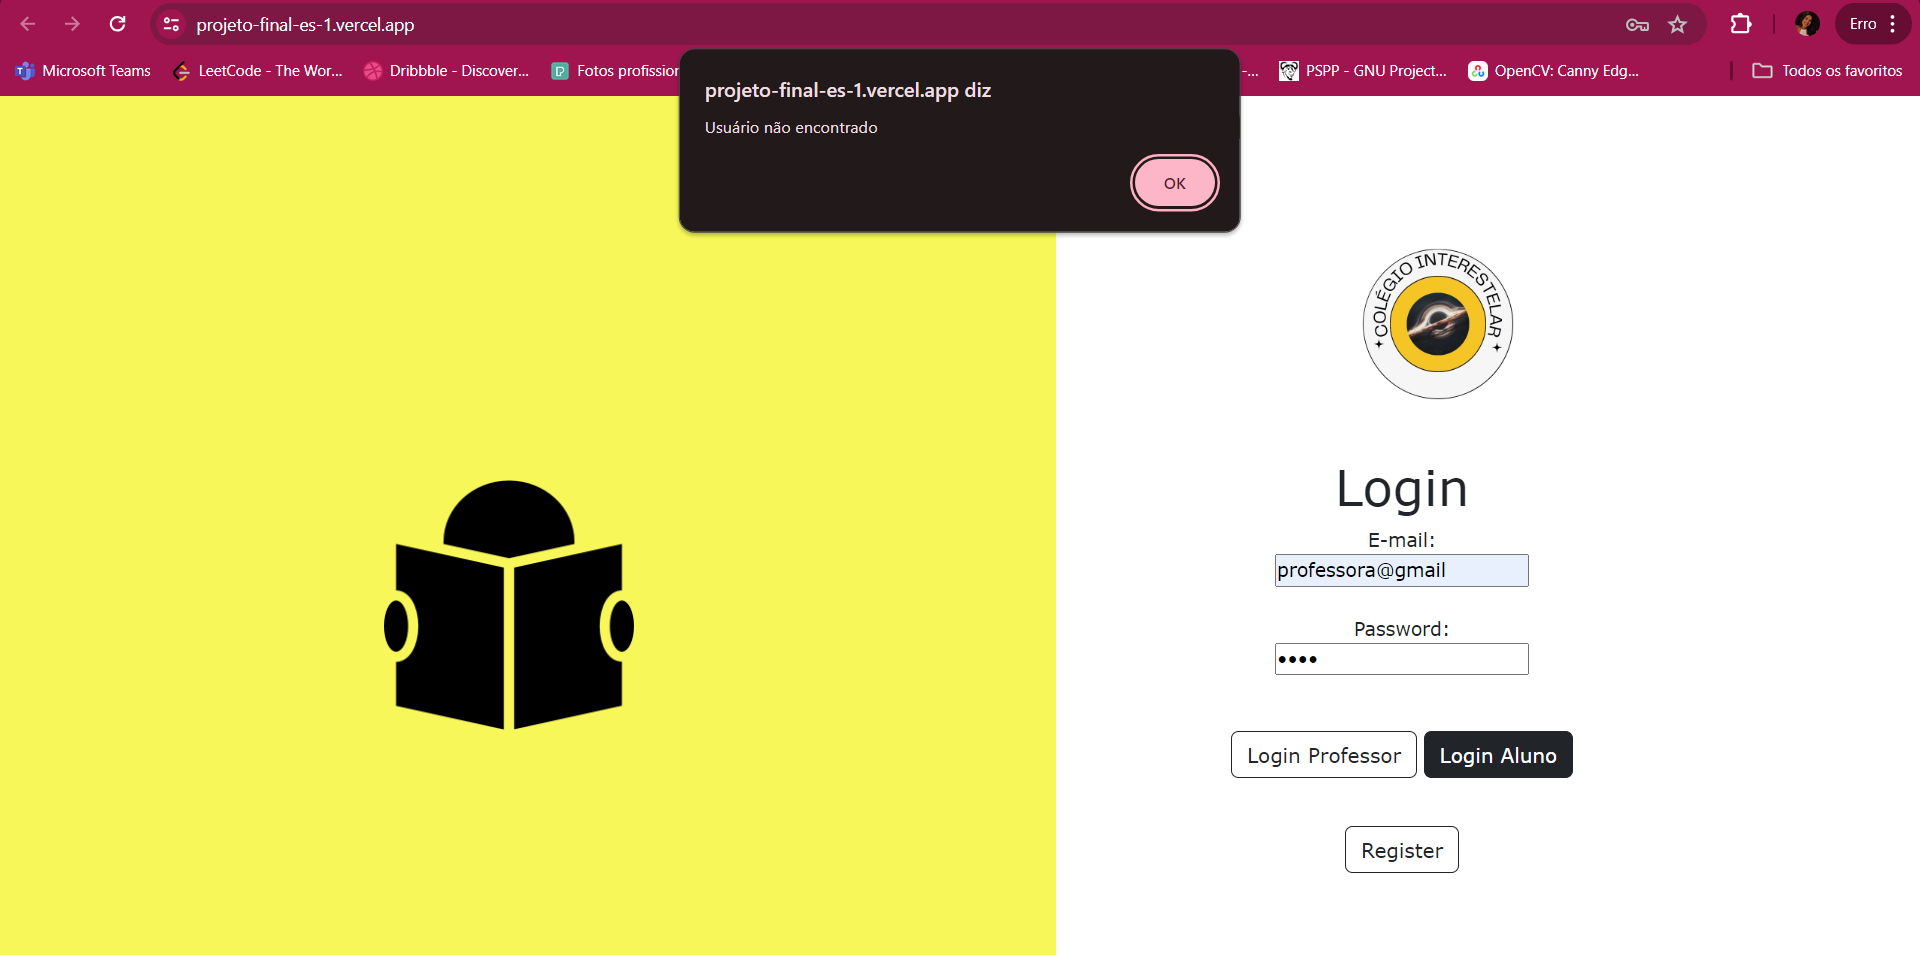 projeto-final-es-1.vercel.app
Erro
Microsoft Teams
LeetCode - The Wor...
Dribbble - Discover...
Fotos profission
-...
PSPP - GNU Project...
OpenCV: Canny Edg...
Todos os favoritos
projeto-final-es-1.vercel.app diz
Usuário não encontrado
OK
COLÉGIO INTERESTELAR
Login
E-mail:
professora@gmail
Password:
••••
Login Professor
Login Aluno
Register